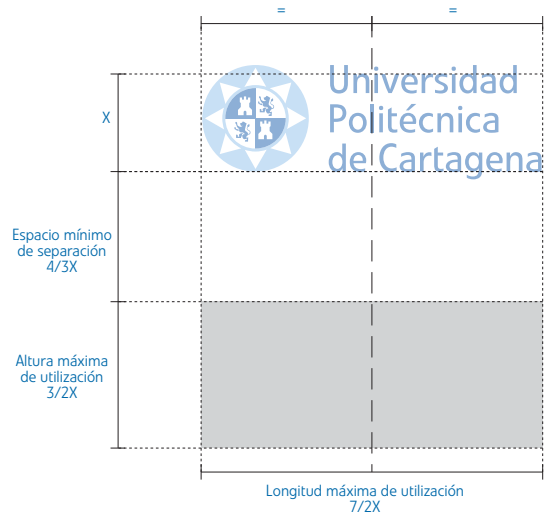 = =
Universidad
Politécnica
de Cartagena
X
Espacio mínimo
de separación
4/3X
Altura máxima
de utilización
3/2X
Longitud máxima de utilización
7/2X